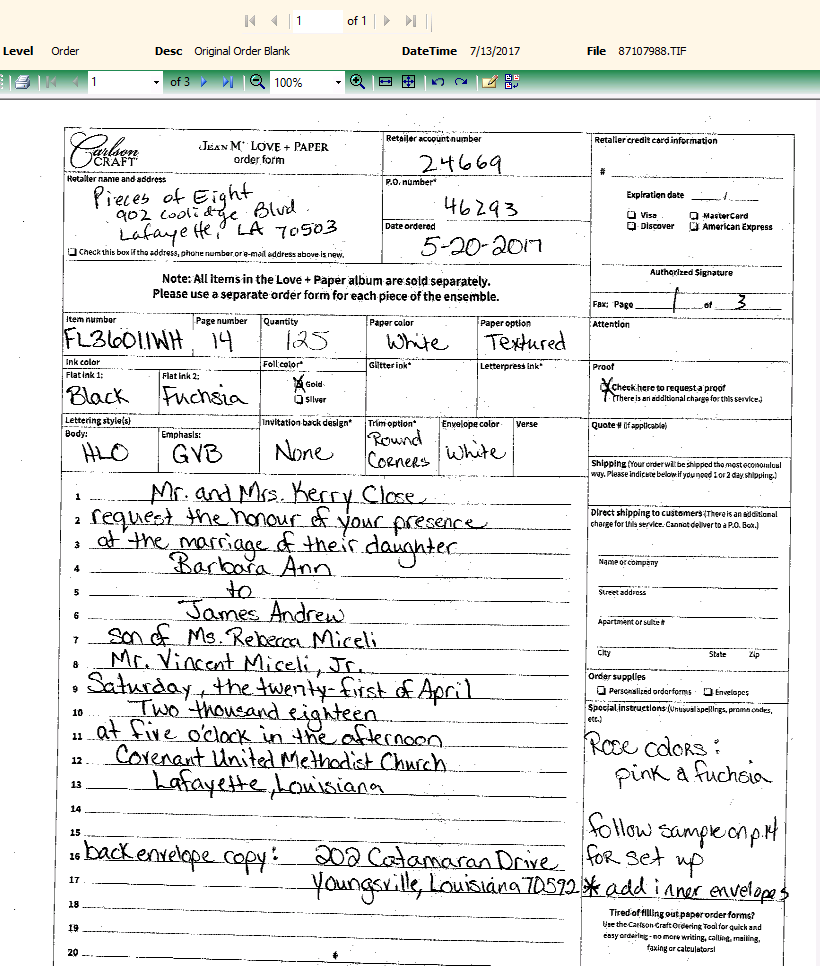 1 of 1
Level Order Desc Original Order Blank DateTime 7/13/2017 File 87107988.TIF
1 of 3 100%
Carlson CRAFT
JEAN M LOVE + PAPER
order form
Retailer account number
24669
Retailer credit card information
#
Retailer name and address
Pieces of Eight
902 Coolidge Blvd
Lafayette, LA 70503
Check this box if the address, phone number or e-mail address above is new.
P.O. number*
46293
Date ordered
5-20-2017
Expiration date ____/____
Visa MasterCard
Discover American Express
Authorized Signature
Note: All items in the Love + Paper album are sold separately.
Please use a separate order form for each piece of the ensemble.
Fax: Page 1 of 3
Item number Page number Quantity Paper color Paper option Attention
FL36011WH 14 125 White Textured
Ink color Foil color* Glitter ink* Letterpress ink* Proof
Flat ink 1: Flat ink 2:
Black Fuchsia
X Gold
Silver
X Check here to request a proof
(There is an additional charge for this service.)
Lettering style(s) Invitation back design* Trim option* Envelope color Verse Quote # (if applicable)
Body: Emphasis:
HLO GVB None Round Corners White
Shipping (Your order will be shipped the most economical
way. Please indicate below if you need 1 or 2 day shipping.)
1 Mr. and Mrs. Kerry Close
2 request the honour of your presence
3 at the marriage of their daughter
4 Barbara Ann
5 to
6 James Andrew
7 son of Ms. Rebecca Miceli
8 Mr. Vincent Miceli, Jr.
9 Saturday, the twenty-first of April
10 Two thousand eighteen
11 at five o'clock in the afternoon
12 Covenant United Methodist Church
13 Lafayette, Louisiana
14
15
16 back envelope copy: 202 Catamaran Drive
17 Youngsville, Louisiana 70592
18
19
20
Direct shipping to customers (There is an additional
charge for this service. Cannot deliver to a P.O. Box.)
Name or company
Street address
Apartment or suite #
City State Zip
Order supplies
Personalized order forms Envelopes
Special instructions (Unusual spellings, promo codes,
etc.)
Rose colors:
pink & fuchsia
follow sample on p.14
for set up
* add inner envelopes
Tired of filling out paper order forms?
Use the Carlson Craft Ordering Tool for quick and
easy ordering - no more writing, calling, mailing,
faxing or calculators!